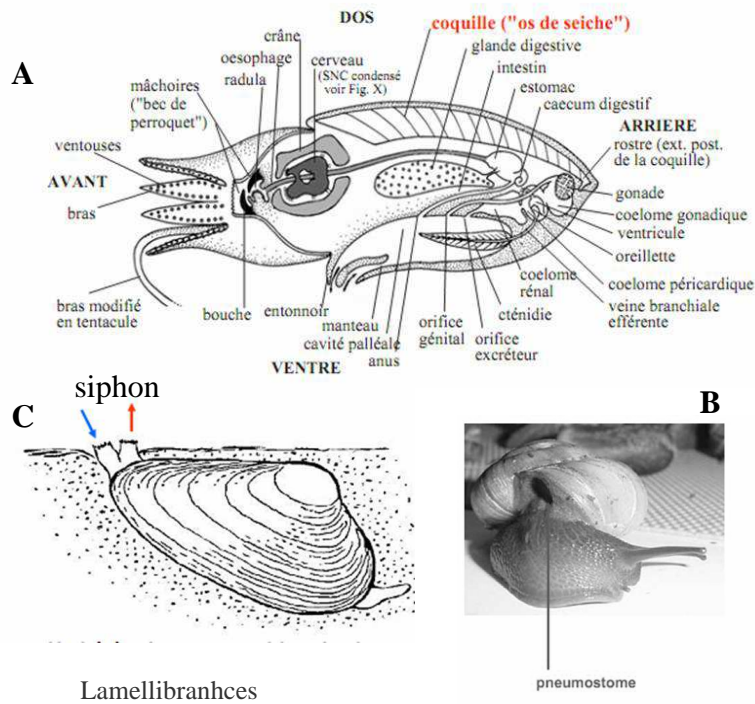 DOS
A
crâne
oesophage
radula
mâchoires
("bec de
perroquet")
cerveau
(SNC condensé
voir Fig. X)
coquille ("os de seiche")
glande digestive
intestin
estomac
caecum digestif
ARRIERE
rostre (ext. post.
de la coquille)
ventouses
AVANT
bras
gonade
coelome gonadique
ventricule
oreillette
coelome péricardique
veine branchiale
efférente
bras modifié
en tentacule
bouche
entonnoir
manteau
cavité palléale
anus
orifice
génital
orifice
excréteur
cténidie
coelome
rénal
VENTRE
C
siphon
B
pneumostome
Lamellibranhces